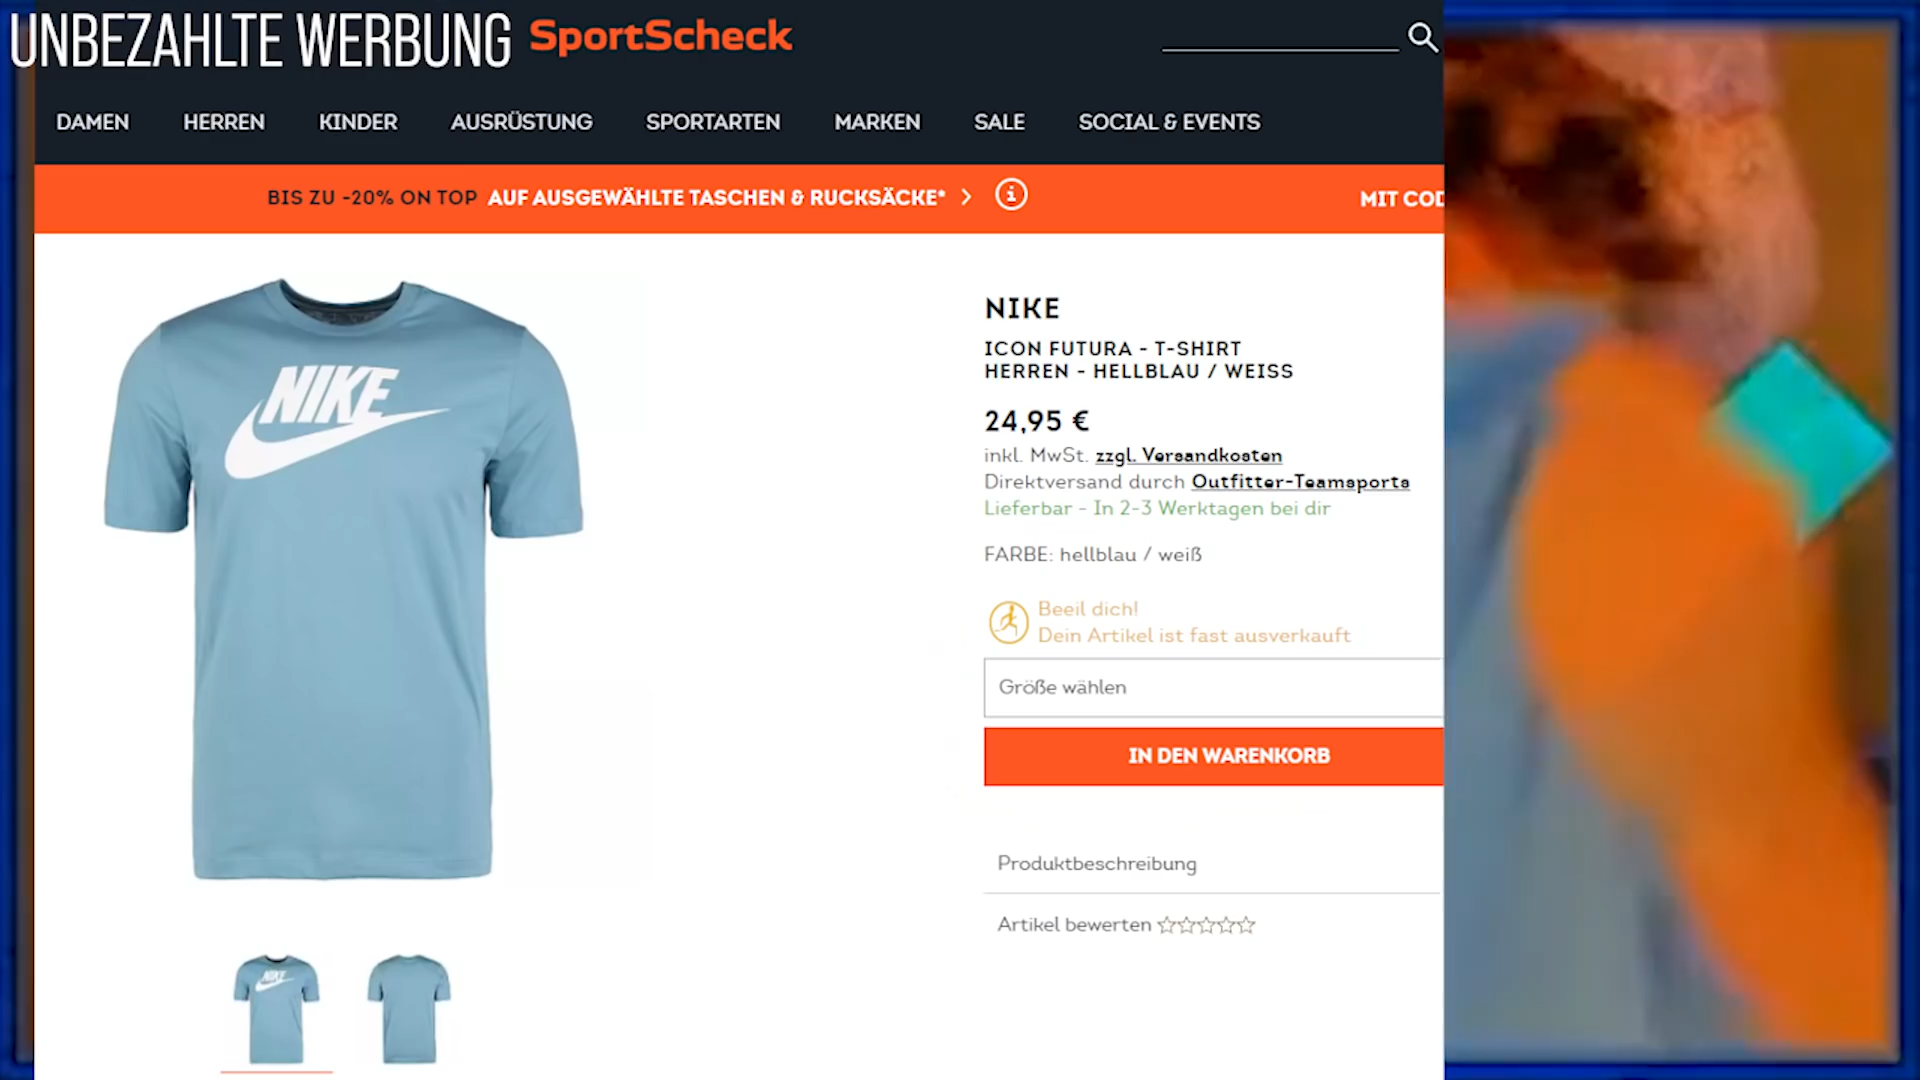 UNBEZAHLTE WERBUNG
SportScheck
DAMEN HERREN KINDER AUSRÜSTUNG SPORTARTEN MARKEN SALE SOCIAL & EVENTS
BIS ZU -20% ON TOP AUF AUSGEWÄHLTE TASCHEN & RUCKSÄCKE* > i MIT COD
NIKE
NIKE
ICON FUTURA - T-SHIRT
HERREN - HELLBLAU / WEISS
24,95 €
inkl. MwSt. zzgl. Versandkosten
Direktversand durch Outfitter-Teamsports
Lieferbar - In 2-3 Werktagen bei dir
FARBE: hellblau / weiß
Beeil dich!
Dein Artikel ist fast ausverkauft
Größe wählen
IN DEN WARENKORB
Produktbeschreibung
Artikel bewerten
NIKE